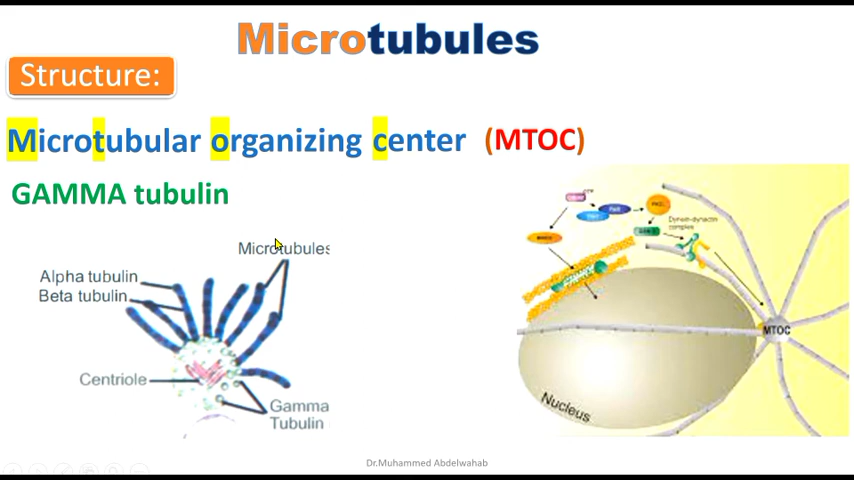 Microtubules
Structure:
Microtubular organizing center (MTOC)
GAMMA tubulin
Microtubules
Alpha tubulin
Beta tubulin
Centriole
Gamma
Tubulin
Dynein-dynactin
complex
MTOC
Nucleus
Dr.Muhammed Abdelwahab